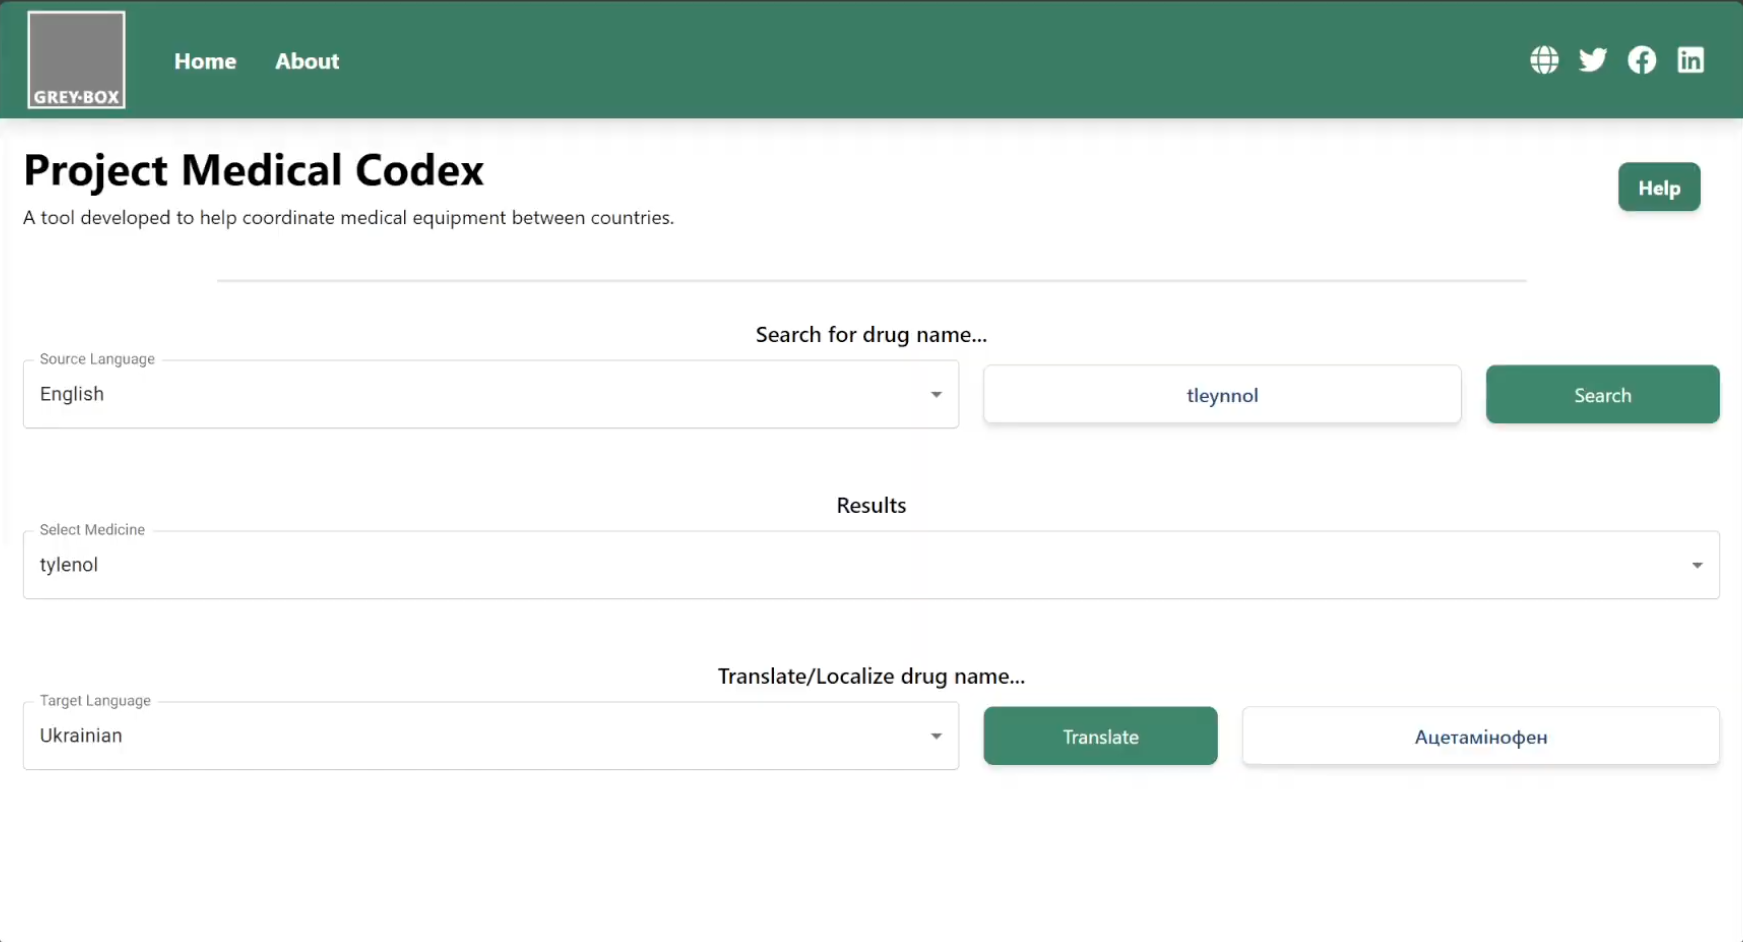 GREY•BOX
Home
About
Project Medical Codex
Help
A tool developed to help coordinate medical equipment between countries.
Search for drug name...
Source Language
English
tleynnol
Search
Results
Select Medicine
tylenol
Translate/Localize drug name...
Target Language
Ukrainian
Translate
Ацетамінофен